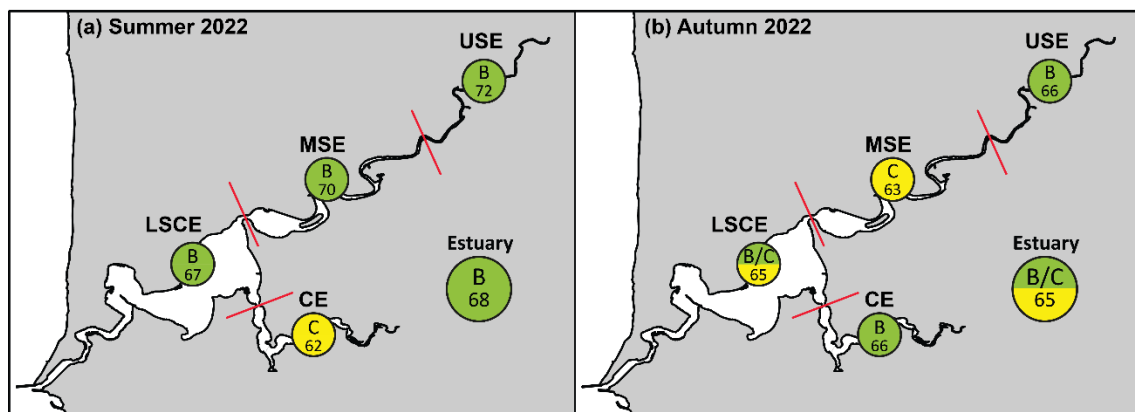 (a) Summer 2022
USE
B
72
MSE
B
70
LSCE
B
67
Estuary
B
68
CE
C
62
(b) Autumn 2022
USE
B
66
MSE
C
63
LSCE
B/C
65
Estuary
B/C
65
CE
B
66